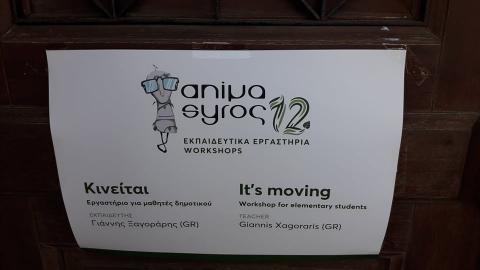 anima
syros 12
ΕΚΠΑΙΔΕΥΤΙΚΑ ΕΡΓΑΣΤΗΡΙΑ
WORKSHOPS
Κινείται
Εργαστήριο για μαθητές δημοτικού
ΕΚΠΑΙΔΕΥΤΗΣ
Γιάννης Ξαγοράρης (GR)
It's moving
Workshop for elementary students
TEACHER
Giannis Xagoraris (GR)